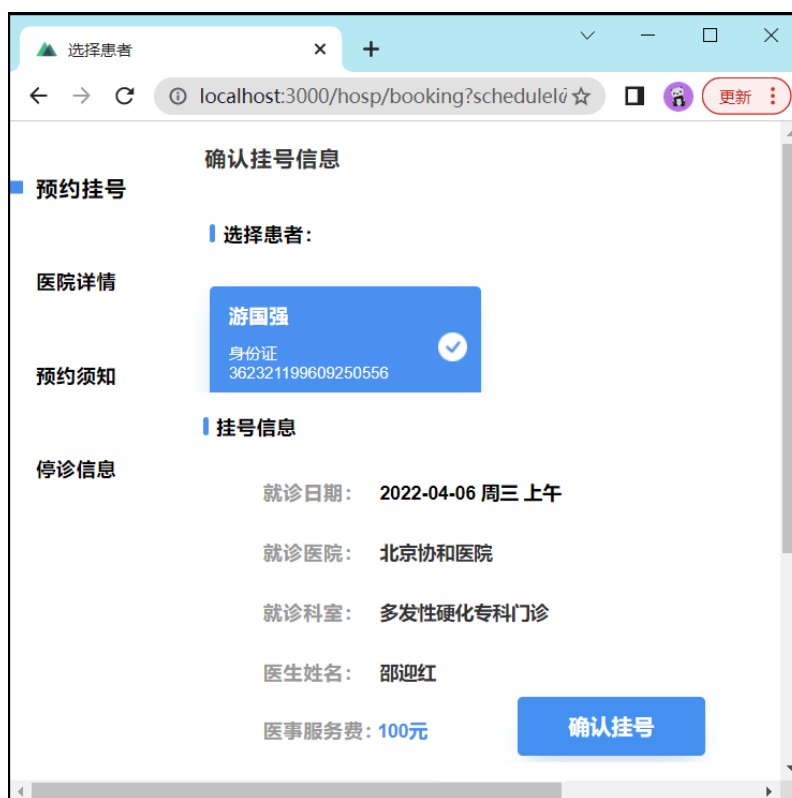 选择患者
localhost:3000/hosp/booking?scheduleId
更新
确认挂号信息
预约挂号
选择患者：
医院详情
游国强
身份证
362321199609250556
预约须知
挂号信息
停诊信息
就诊日期： 2022-04-06 周三 上午
就诊医院： 北京协和医院
就诊科室： 多发性硬化专科门诊
医生姓名： 邵迎红
医事服务费：100元
确认挂号